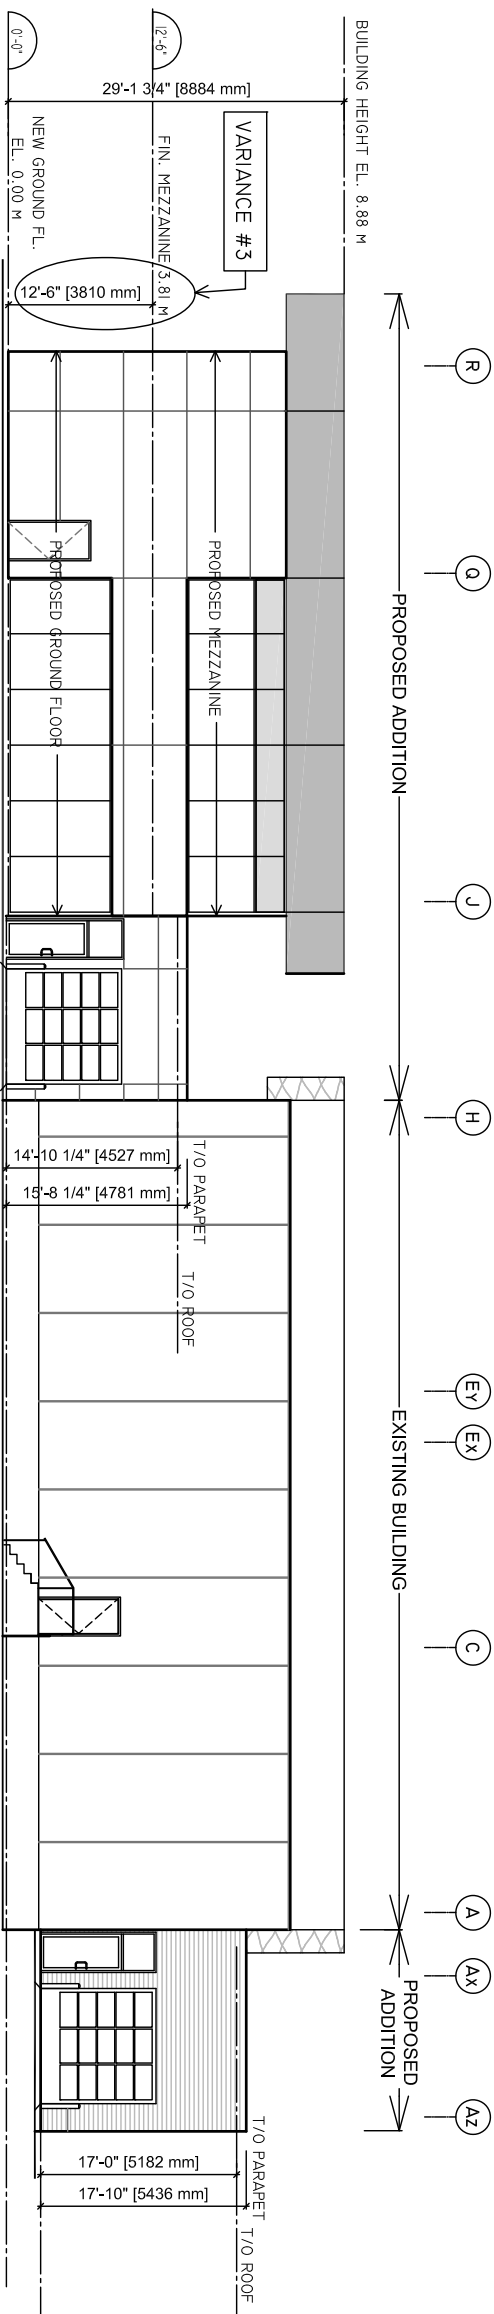 BUILDING HEIGHT EL. 8.88 M
29'-1 3/4" [8884 mm]
12'-6"
0'-0"
VARIANCE #3
FIN. MEZZANINE 3.81 M
NEW GROUND FL.
EL. 0.00 M
12'-6" [3810 mm]
R
Q
J
H
EY
EX
C
A
AX
AZ
PROPOSED ADDITION
EXISTING BUILDING
PROPOSED
ADDITION
PROPOSED MEZZANINE
PROPOSED GROUND FLOOR
T/O PARAPET
T/O ROOF
14'-10 1/4" [4527 mm]
15'-8 1/4" [4781 mm]
T/O PARAPET
T/O ROOF
17'-0" [5182 mm]
17'-10" [5436 mm]